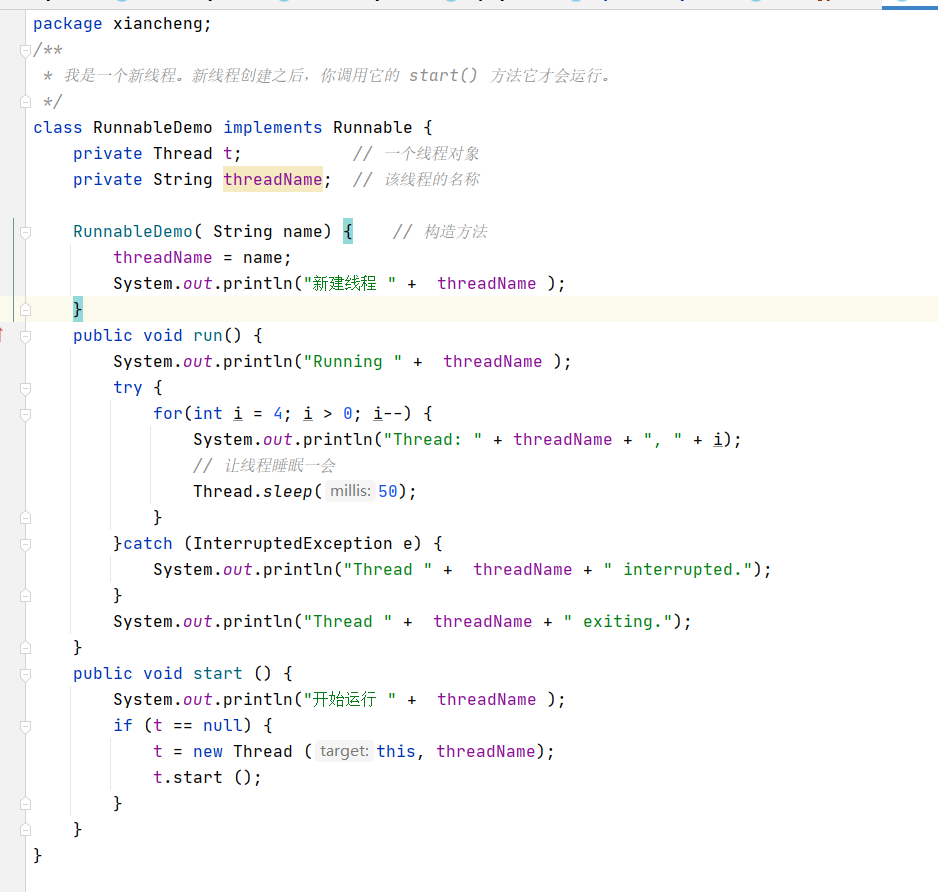 package xiancheng;
/**
 * 我是一个新线程。新线程创建之后，你调用它的 start() 方法它才会运行。
 */
class RunnableDemo implements Runnable {
    private Thread t;           // 一个线程对象
    private String threadName;  // 该线程的名称
    RunnableDemo( String name) {    // 构造方法
        threadName = name;
        System.out.println("新建线程 " +  threadName );
    }
    public void run() {
        System.out.println("Running " +  threadName );
        try {
            for(int i = 4; i > 0; i--) {
                System.out.println("Thread: " + threadName + ", " + i);
                // 让线程睡眠一会
                Thread.sleep( millis: 50);
            }
        }catch (InterruptedException e) {
            System.out.println("Thread " +  threadName + " interrupted.");
        }
        System.out.println("Thread " +  threadName + " exiting.");
    }
    public void start () {
        System.out.println("开始运行 " +  threadName );
        if (t == null) {
            t = new Thread ( target: this, threadName);
            t.start ();
        }
    }
}